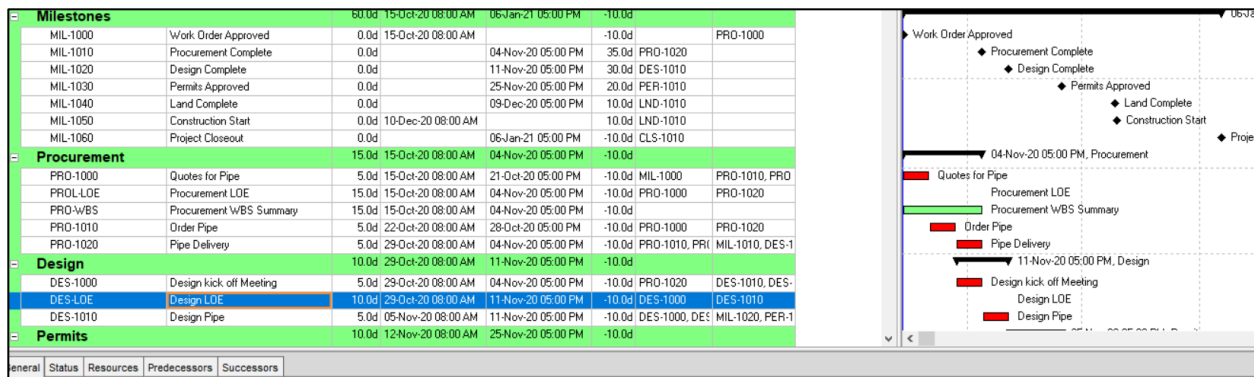 Milestones 60.0d 15-Oct-20 08:00 AM 06-Jan-21 05:00 PM -10.0d
MIL-1000 Work Order Approved 0.0d 15-Oct-20 08:00 AM -10.0d PRO-1000 Work Order Approved
MIL-1010 Procurement Complete 0.0d 04-Nov-20 05:00 PM 35.0d PRO-1020 Procurement Complete
MIL-1020 Design Complete 0.0d 11-Nov-20 05:00 PM 30.0d DES-1010 Design Complete
MIL-1030 Permits Approved 0.0d 25-Nov-20 05:00 PM 20.0d PER-1010 Permits Approved
MIL-1040 Land Complete 0.0d 09-Dec-20 05:00 PM 10.0d LND-1010 Land Complete
MIL-1050 Construction Start 0.0d 10-Dec-20 08:00 AM 10.0d LND-1010 Construction Start
MIL-1060 Project Closeout 0.0d 06-Jan-21 05:00 PM -10.0d CLS-1010 Proje
Procurement 15.0d 15-Oct-20 08:00 AM 04-Nov-20 05:00 PM -10.0d 04-Nov-20 05:00 PM, Procurement
PRO-1000 Quotes for Pipe 5.0d 15-Oct-20 08:00 AM 21-Oct-20 05:00 PM -10.0d MIL-1000 PRO-1010, PRO Quotes for Pipe
PROL-LOE Procurement LOE 15.0d 15-Oct-20 08:00 AM 04-Nov-20 05:00 PM -10.0d PRO-1000 PRO-1020 Procurement LOE
PRO-WBS Procurement WBS Summary 15.0d 15-Oct-20 08:00 AM 04-Nov-20 05:00 PM -10.0d Procurement WBS Summary
PRO-1010 Order Pipe 5.0d 22-Oct-20 08:00 AM 28-Oct-20 05:00 PM -10.0d PRO-1000 PRO-1020 Order Pipe
PRO-1020 Pipe Delivery 5.0d 29-Oct-20 08:00 AM 04-Nov-20 05:00 PM -10.0d PRO-1010, PR( MIL-1010, DES-1 Pipe Delivery
Design 10.0d 29-Oct-20 08:00 AM 11-Nov-20 05:00 PM -10.0d 11-Nov-20 05:00 PM, Design
DES-1000 Design kick off Meeting 5.0d 29-Oct-20 08:00 AM 04-Nov-20 05:00 PM -10.0d PRO-1020 DES-1010, DES- Design kick off Meeting
DES-LOE Design LOE 10.0d 29-Oct-20 08:00 AM 11-Nov-20 05:00 PM -10.0d DES-1000 DES-1010 Design LOE
DES-1010 Design Pipe 5.0d 05-Nov-20 08:00 AM 11-Nov-20 05:00 PM -10.0d DES-1000, DES MIL-1020, PER-1 Design Pipe
Permits 10.0d 12-Nov-20 08:00 AM 25-Nov-20 05:00 PM -10.0d
General Status Resources Predecessors Successors